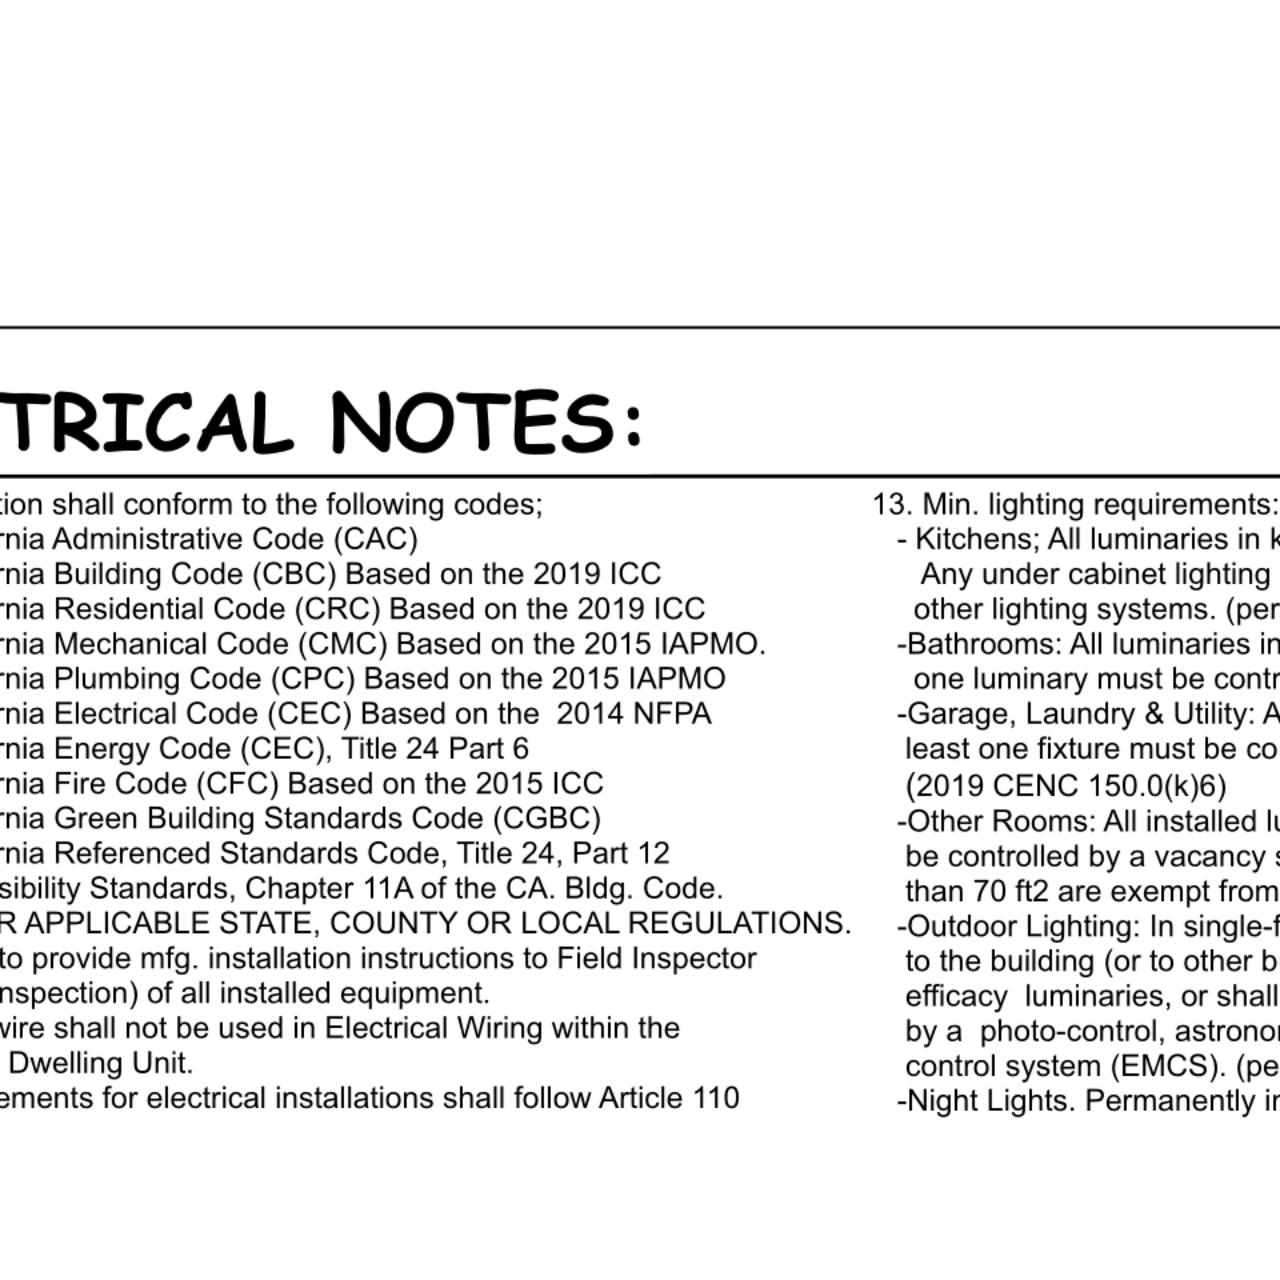 TRICAL NOTES:
tion shall conform to the following codes;
rnia Administrative Code (CAC)
rnia Building Code (CBC) Based on the 2019 ICC
rnia Residential Code (CRC) Based on the 2019 ICC
rnia Mechanical Code (CMC) Based on the 2015 IAPMO.
rnia Plumbing Code (CPC) Based on the 2015 IAPMO
rnia Electrical Code (CEC) Based on the  2014 NFPA
rnia Energy Code (CEC), Title 24 Part 6
rnia Fire Code (CFC) Based on the 2015 ICC
rnia Green Building Standards Code (CGBC)
rnia Referenced Standards Code, Title 24, Part 12
sibility Standards, Chapter 11A of the CA. Bldg. Code.
R APPLICABLE STATE, COUNTY OR LOCAL REGULATIONS.
to provide mfg. installation instructions to Field Inspector
nspection) of all installed equipment.
wire shall not be used in Electrical Wiring within the
Dwelling Unit.
ements for electrical installations shall follow Article 110
13. Min. lighting requirements:
- Kitchens; All luminaries in k
Any under cabinet lighting
other lighting systems. (per
-Bathrooms: All luminaries in
one luminary must be contr
-Garage, Laundry & Utility: A
least one fixture must be co
(2019 CENC 150.0(k)6)
-Other Rooms: All installed lu
be controlled by a vacancy s
than 70 ft2 are exempt from
-Outdoor Lighting: In single-f
to the building (or to other b
efficacy  luminaries, or shall
by a  photo-control, astronor
control system (EMCS). (pe
-Night Lights. Permanently in